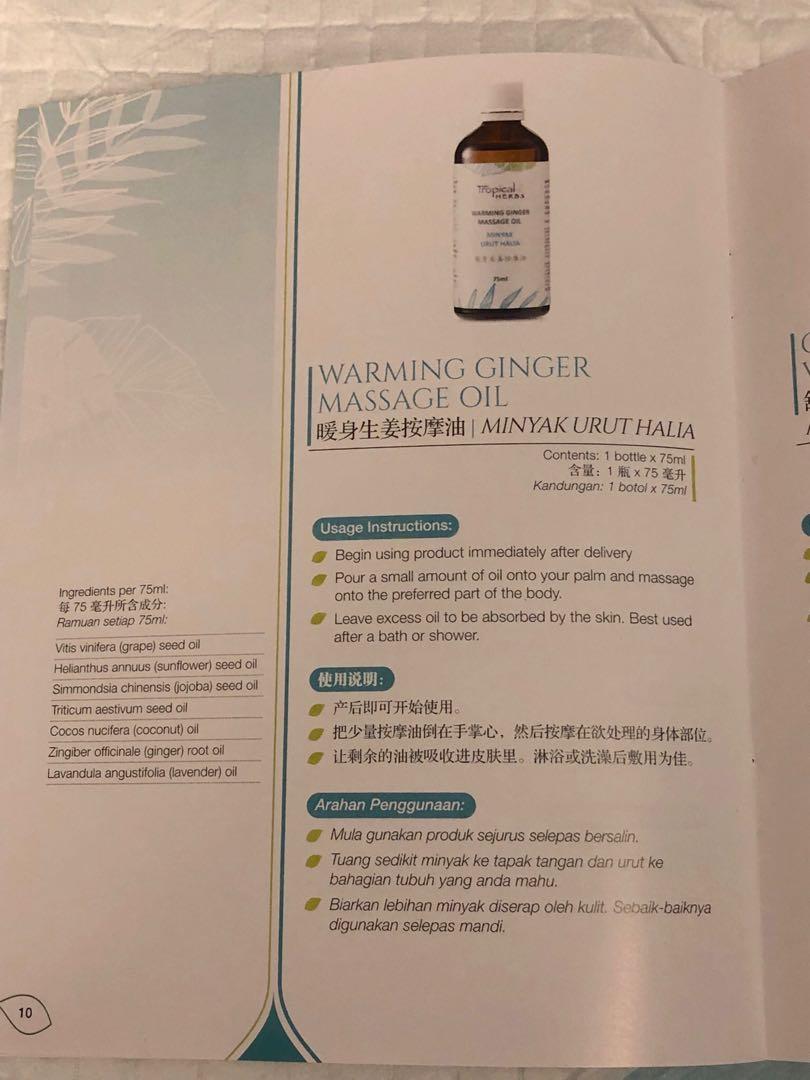 Tropical
HERBS
WARMING GINGER
MASSAGE OIL
MINYAK
URUT HALIA
暖身生姜按摩油
75ml
WARMING GINGER
MASSAGE OIL
暖身生姜按摩油 | MINYAK URUT HALIA
Contents: 1 bottle x 75ml
含量: 1 瓶 x 75 毫升
Kandungan: 1 botol x 75ml
Usage Instructions:
Begin using product immediately after delivery
Pour a small amount of oil onto your palm and massage
onto the preferred part of the body.
Leave excess oil to be absorbed by the skin. Best used
after a bath or shower.
使用说明:
产后即可开始使用。
把少量按摩油倒在手掌心，然后按摩在欲处理的身体部位。
让剩余的油被吸收进皮肤里。淋浴或洗澡后敷用为佳。
Arahan Penggunaan:
Mula gunakan produk sejurus selepas bersalin.
Tuang sedikit minyak ke tapak tangan dan urut ke
bahagian tubuh yang anda mahu.
Biarkan lebihan minyak diserap oleh kulit. Sebaik-baiknya
digunakan selepas mandi.
Ingredients per 75ml:
每 75 毫升所含成分:
Ramuan setiap 75ml:
Vitis vinifera (grape) seed oil
Helianthus annuus (sunflower) seed oil
Simmondsia chinensis (jojoba) seed oil
Triticum aestivum seed oil
Cocos nucifera (coconut) oil
Zingiber officinale (ginger) root oil
Lavandula angustifolia (lavender) oil
10